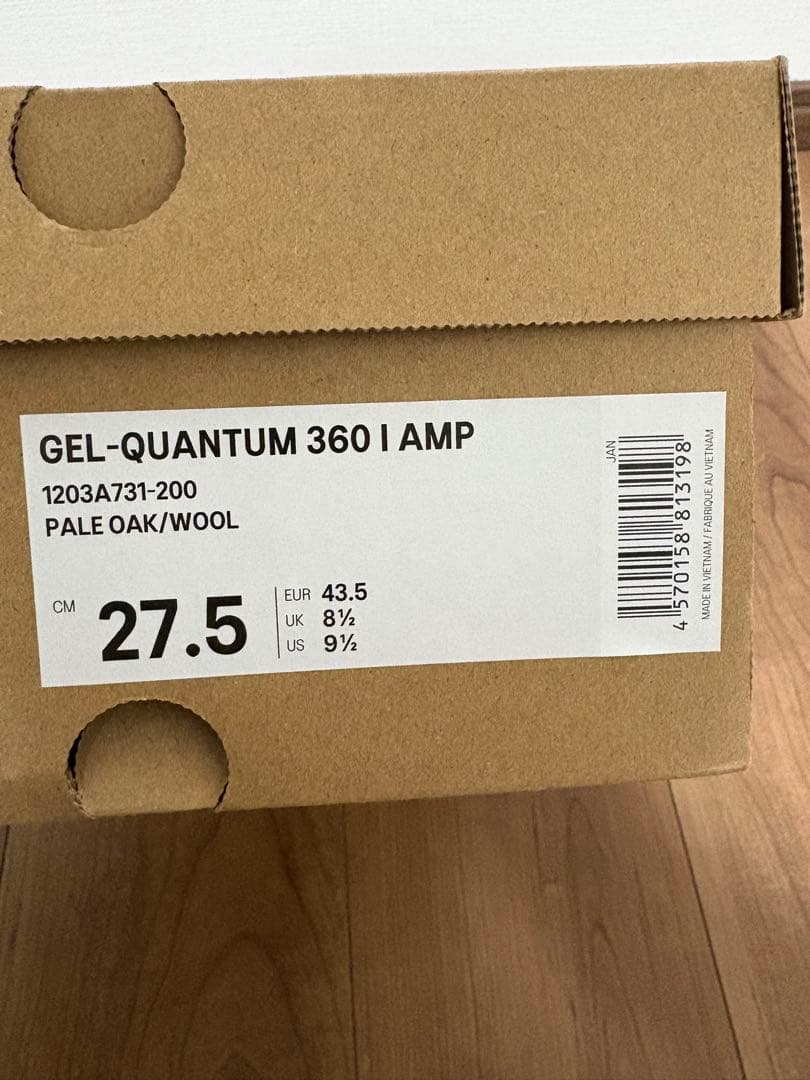 GEL-QUANTUM 360 I AMP
1203A731-200
PALE OAK/WOOL
CM 27.5
EUR 43.5
UK 8½
US 9½
JAN
4 570158 813198
MADE IN VIETNAM / FABRIQUE AU VIETNAM